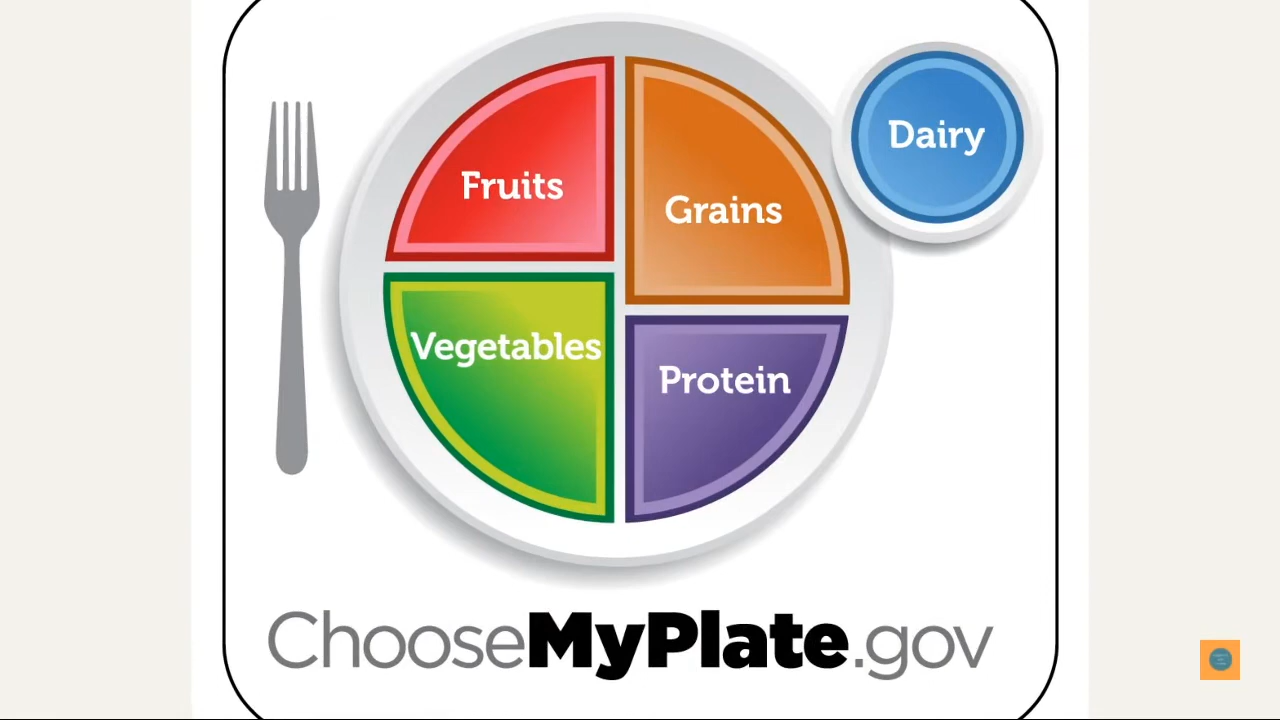 Dairy
Fruits
Grains
Vegetables
Protein
ChooseMyPlate.gov